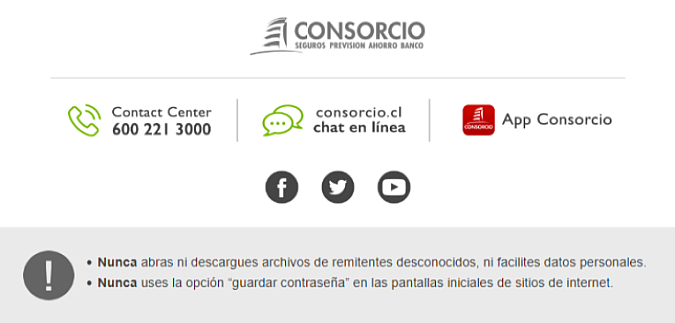 CONSORCIO
SEGUROS PREVISION AHORRO BANCO
Contact Center
600 221 3000
consorcio.cl
chat en línea
CONSORCIO
App Consorcio
• Nunca abras ni descargues archivos de remitentes desconocidos, ni facilites datos personales.
• Nunca uses la opción “guardar contraseña” en las pantallas iniciales de sitios de internet.